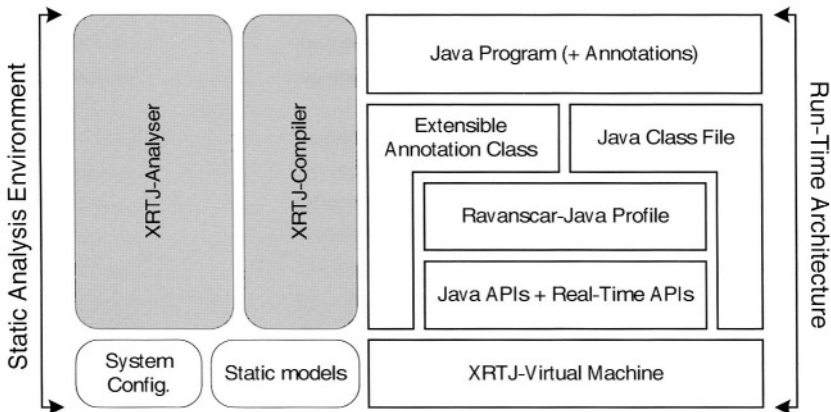 Static Analysis Environment
XRTJ-Analyser
XRTJ-Compiler
System
Config.
Static models
Java Program (+ Annotations)
Extensible
Annotation Class
Java Class File
Ravanscar-Java Profile
Java APIs + Real-Time APIs
XRTJ-Virtual Machine
Run-Time Architecture